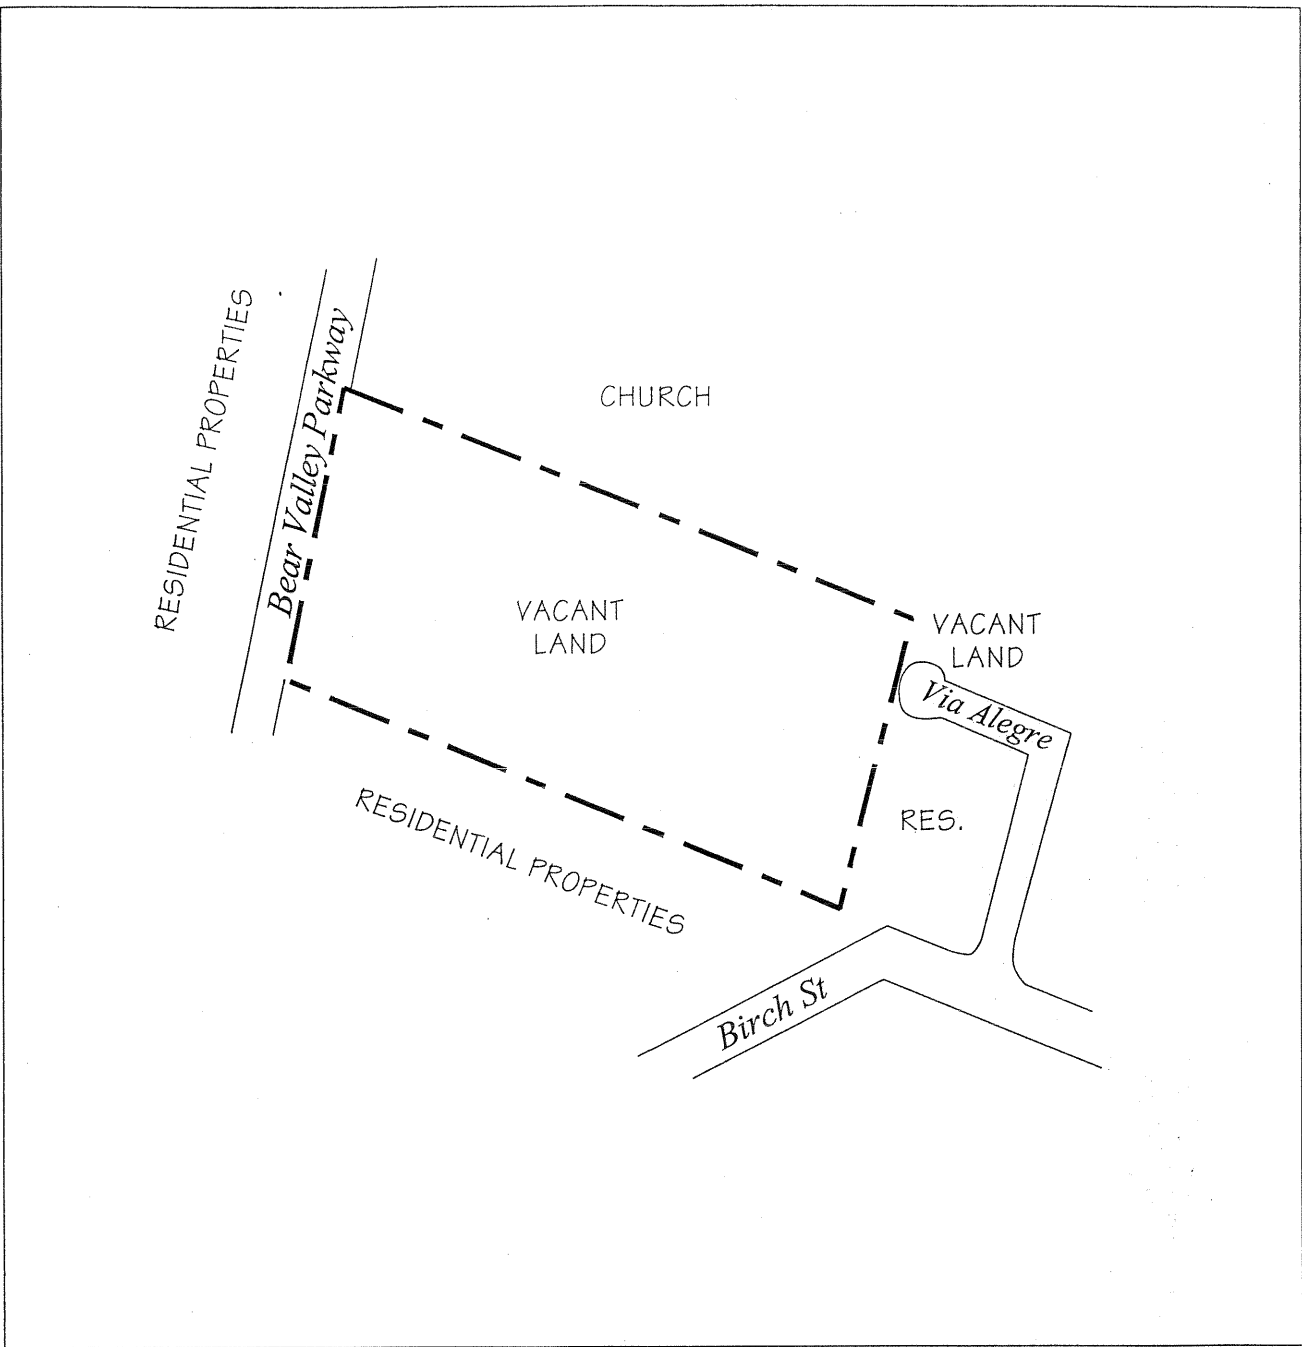 RESIDENTIAL PROPERTIES
Bear Valley Parkway
CHURCH
VACANT
LAND
VACANT
LAND
Via Alegre
RES.
RESIDENTIAL PROPERTIES
Birch St